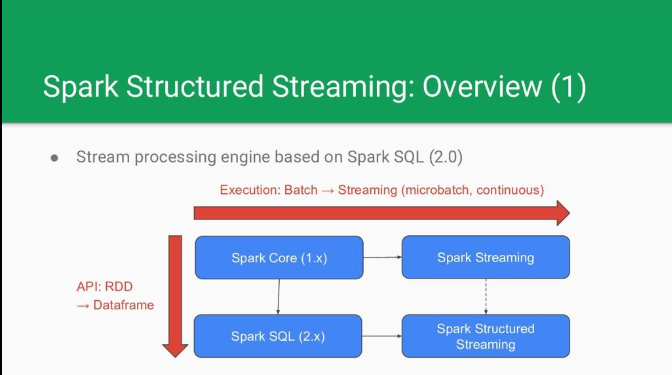 Spark Structured Streaming: Overview (1)
● Stream processing engine based on Spark SQL (2.0)
Execution: Batch → Streaming (microbatch, continuous)
Spark Core (1.x)
Spark Streaming
API: RDD
→ Dataframe
Spark SQL (2.x)
Spark Structured
Streaming